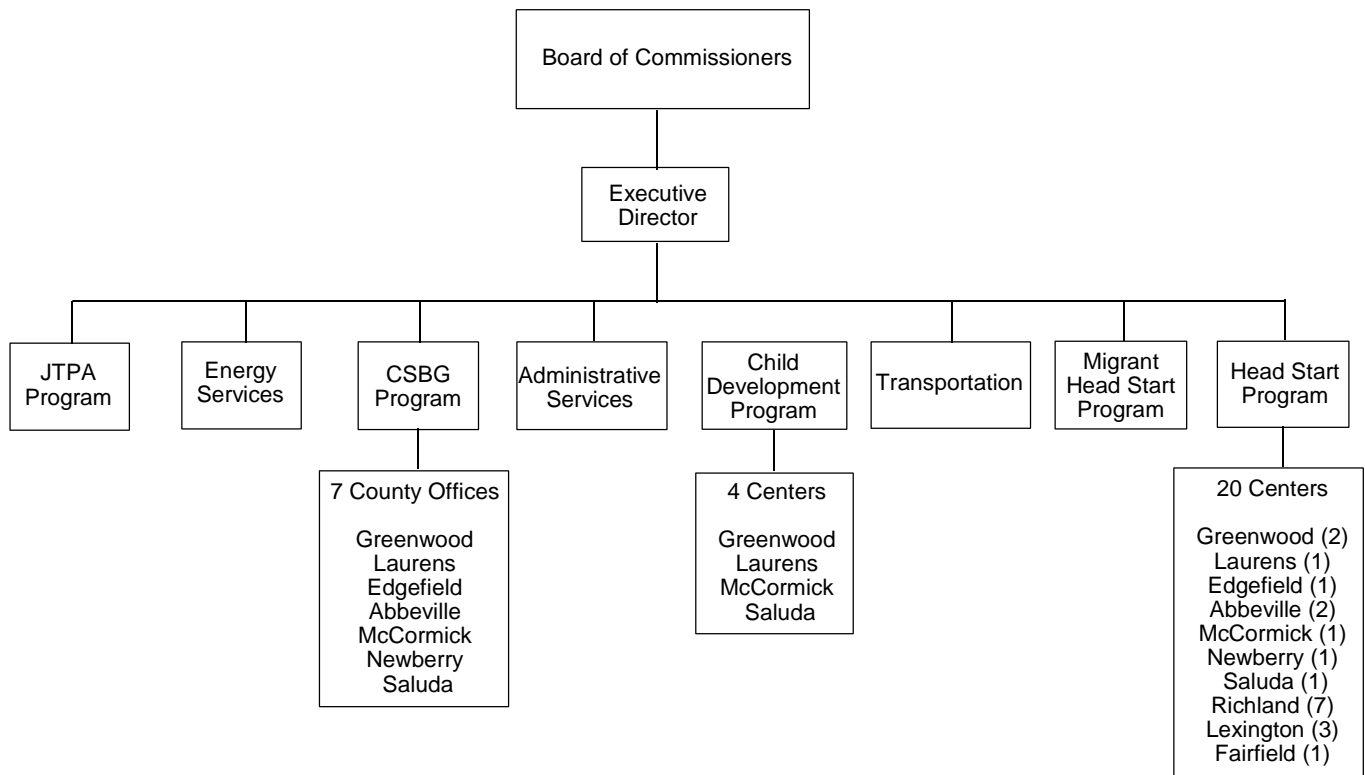 Board of Commissioners
Executive
Director
JTPA
Program
Energy
Services
CSBG
Program
Administrative
Services
Child
Development
Program
Transportation
Migrant
Head Start
Program
Head Start
Program
7 County Offices
Greenwood
Laurens
Edgefield
Abbeville
McCormick
Newberry
Saluda
4 Centers
Greenwood
Laurens
McCormick
Saluda
20 Centers
Greenwood (2)
Laurens (1)
Edgefield (1)
Abbeville (2)
McCormick (1)
Newberry (1)
Saluda (1)
Richland (7)
Lexington (3)
Fairfield (1)